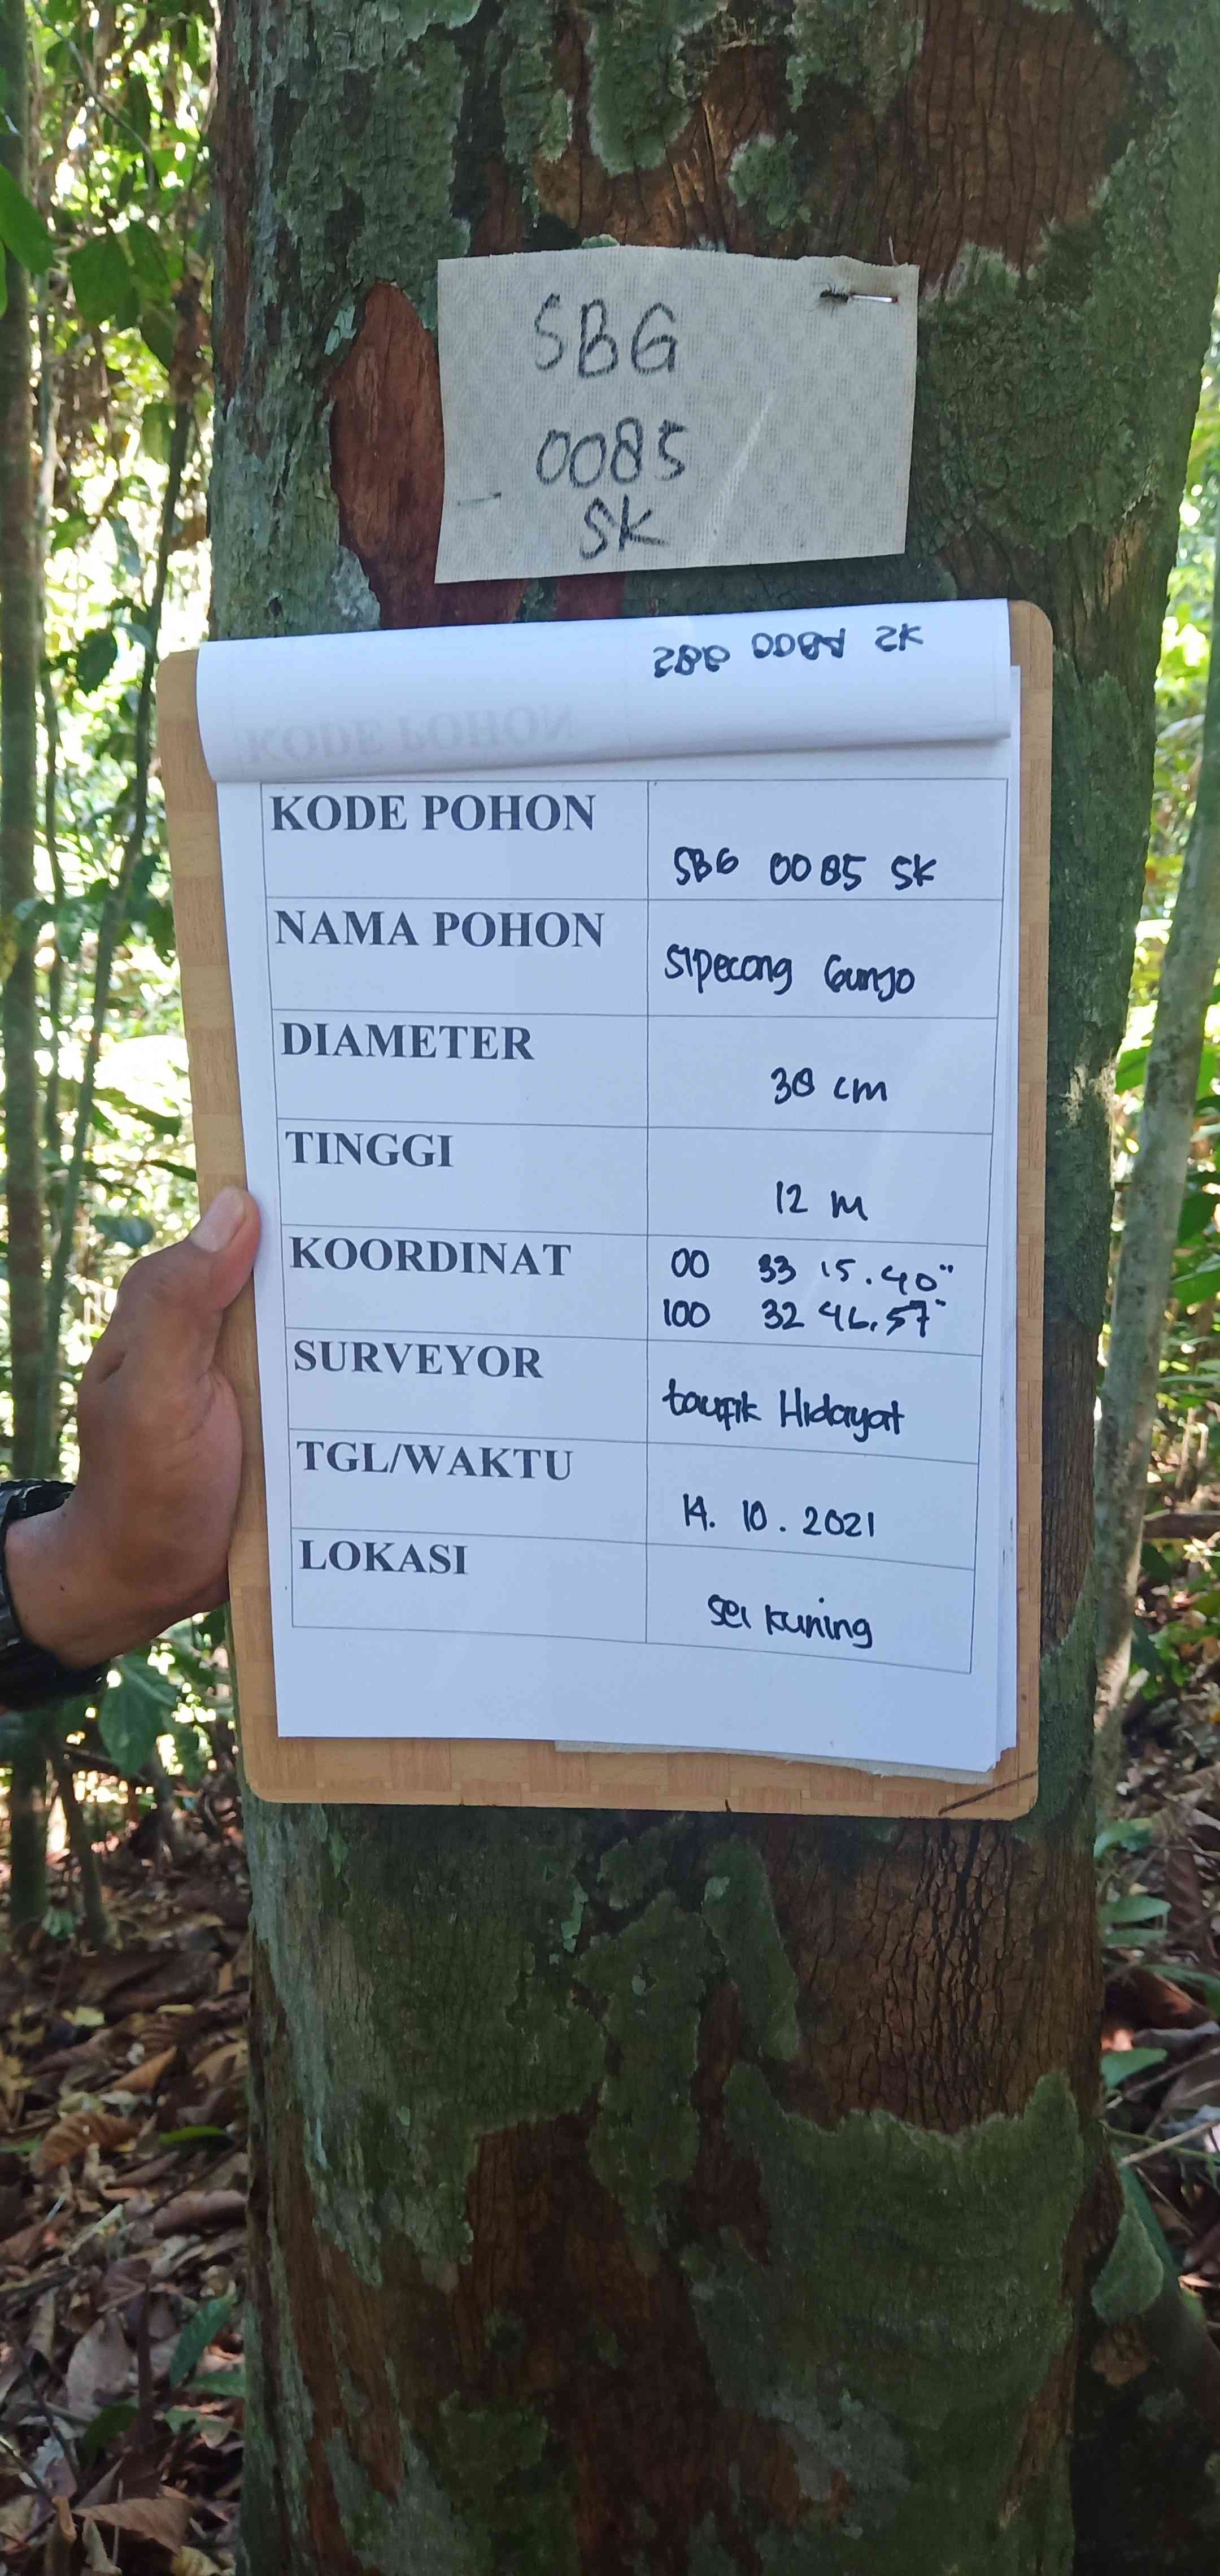 SBG
0085
SK
SBG 0084 SK
KODE POHON
KODE POHON
SBG 0085 SK
NAMA POHON
Sipecong Gunjo
DIAMETER
38 cm
TINGGI
12 M
KOORDINAT
00 33 15.40"
100 32 46.57"
SURVEYOR
taufik Hidayat
TGL/WAKTU
14. 10. 2021
LOKASI
Sei kuning